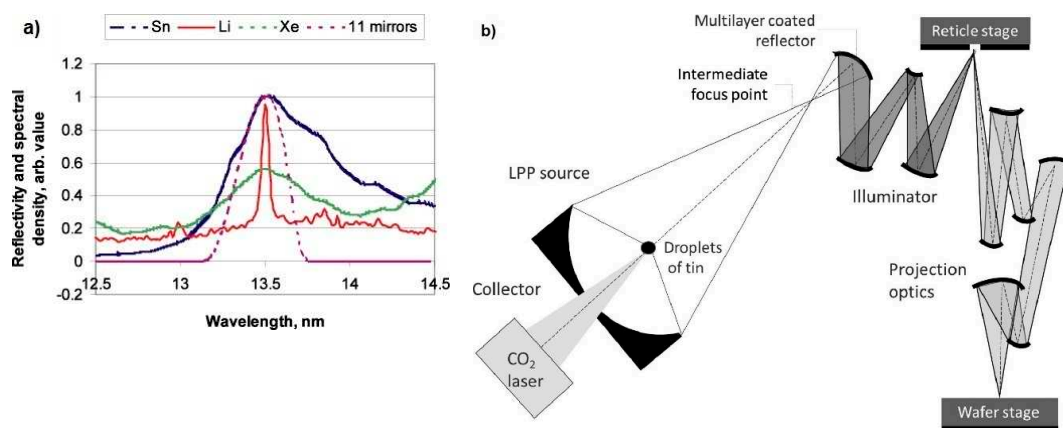 a)
Sn Li Xe 11 mirrors
Reflectivity and spectral
density, arb. value
1.2
1
0.8
0.6
0.4
0.2
0
-0.2
12.5 13 13.5 14 14.5
Wavelength, nm
b)
Multilayer coated
reflector
Reticle stage
Intermediate
focus point
LPP source
Illuminator
Droplets
of tin
Collector
Projection
optics
CO₂
laser
Wafer stage